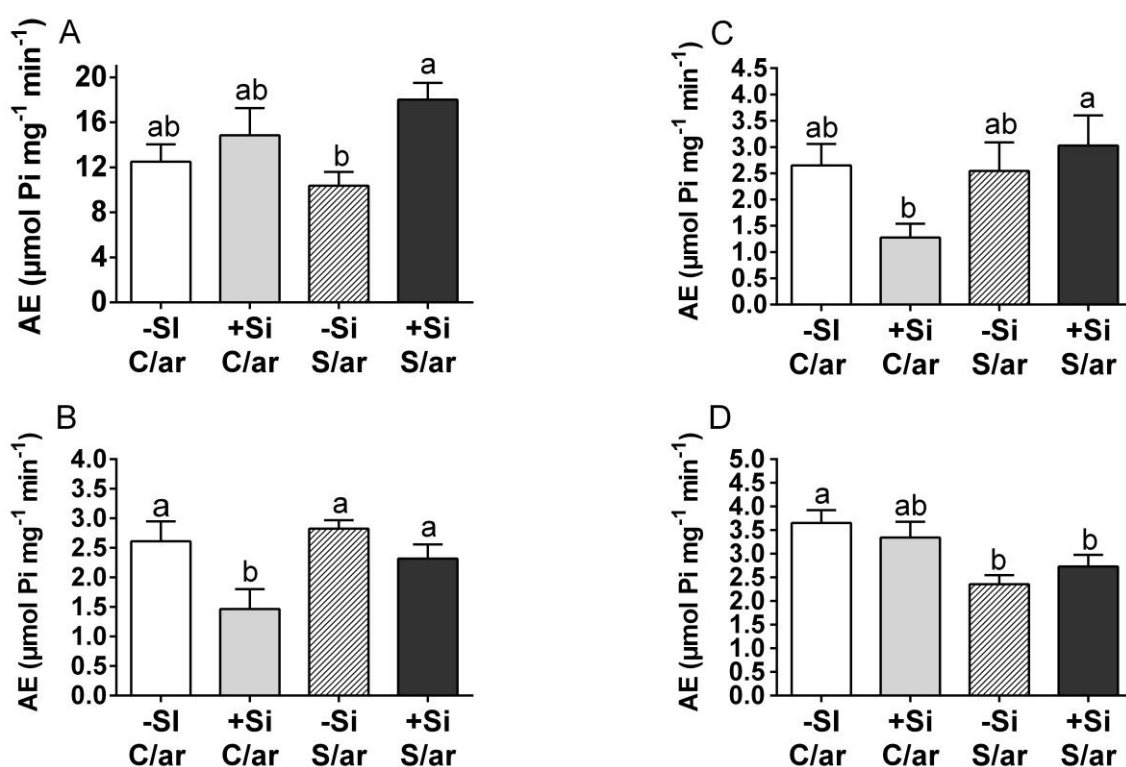 A
AE (µmol Pi mg⁻¹ min⁻¹)
20
16
12
8
4
0
ab
ab
b
a
-SI
+Si
-Si
+Si
C/ar
C/ar
S/ar
S/ar
C
AE (µmol Pi mg⁻¹ min⁻¹)
4.5
4.0
3.5
3.0
2.5
2.0
1.5
1.0
0.5
0.0
ab
b
ab
a
-SI
+Si
-Si
+Si
C/ar
C/ar
S/ar
S/ar
B
AE (µmol Pi mg⁻¹ min⁻¹)
4.0
3.5
3.0
2.5
2.0
1.5
1.0
0.5
0.0
a
b
a
a
-SI
+Si
-Si
+Si
C/ar
C/ar
S/ar
S/ar
D
AE (µmol Pi mg⁻¹ min⁻¹)
5.0
4.5
4.0
3.5
3.0
2.5
2.0
1.5
1.0
0.5
0.0
a
ab
b
b
-SI
+Si
-Si
+Si
C/ar
C/ar
S/ar
S/ar